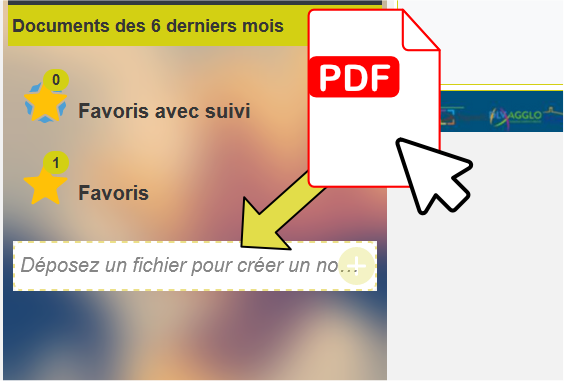 Documents des 6 derniers mois
PDF
0
Favoris avec suivi
AGGLO
1
Favoris
Déposez un fichier pour créer un no...